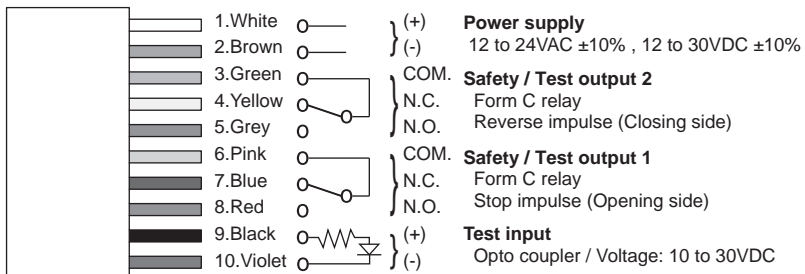 1.White (+) Power supply
2.Brown (-) 12 to 24VAC ±10% , 12 to 30VDC ±10%
3.Green COM. Safety / Test output 2
4.Yellow N.C. Form C relay
5.Grey N.O. Reverse impulse (Closing side)
6.Pink COM. Safety / Test output 1
7.Blue N.C. Form C relay
8.Red N.O. Stop impulse (Opening side)
9.Black (+) Test input
10.Violet (-) Opto coupler / Voltage: 10 to 30VDC